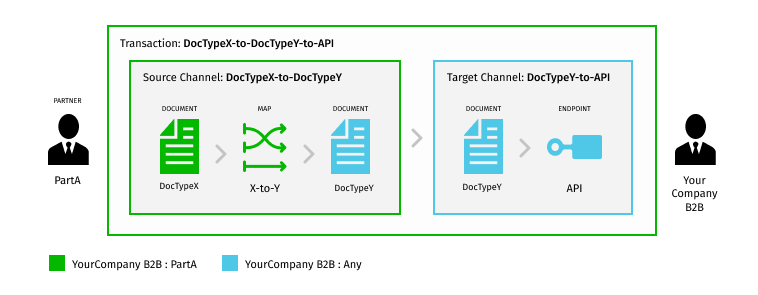 Transaction: DocTypeX-to-DocTypeY-to-API
Source Channel: DocTypeX-to-DocTypeY
Target Channel: DocTypeY-to-API
PARTNER
PartA
DOCUMENT
DocTypeX
MAP
X-to-Y
DOCUMENT
DocTypeY
DOCUMENT
DocTypeY
ENDPOINT
API
Your
Company
B2B
YourCompany B2B : PartA
YourCompany B2B : Any